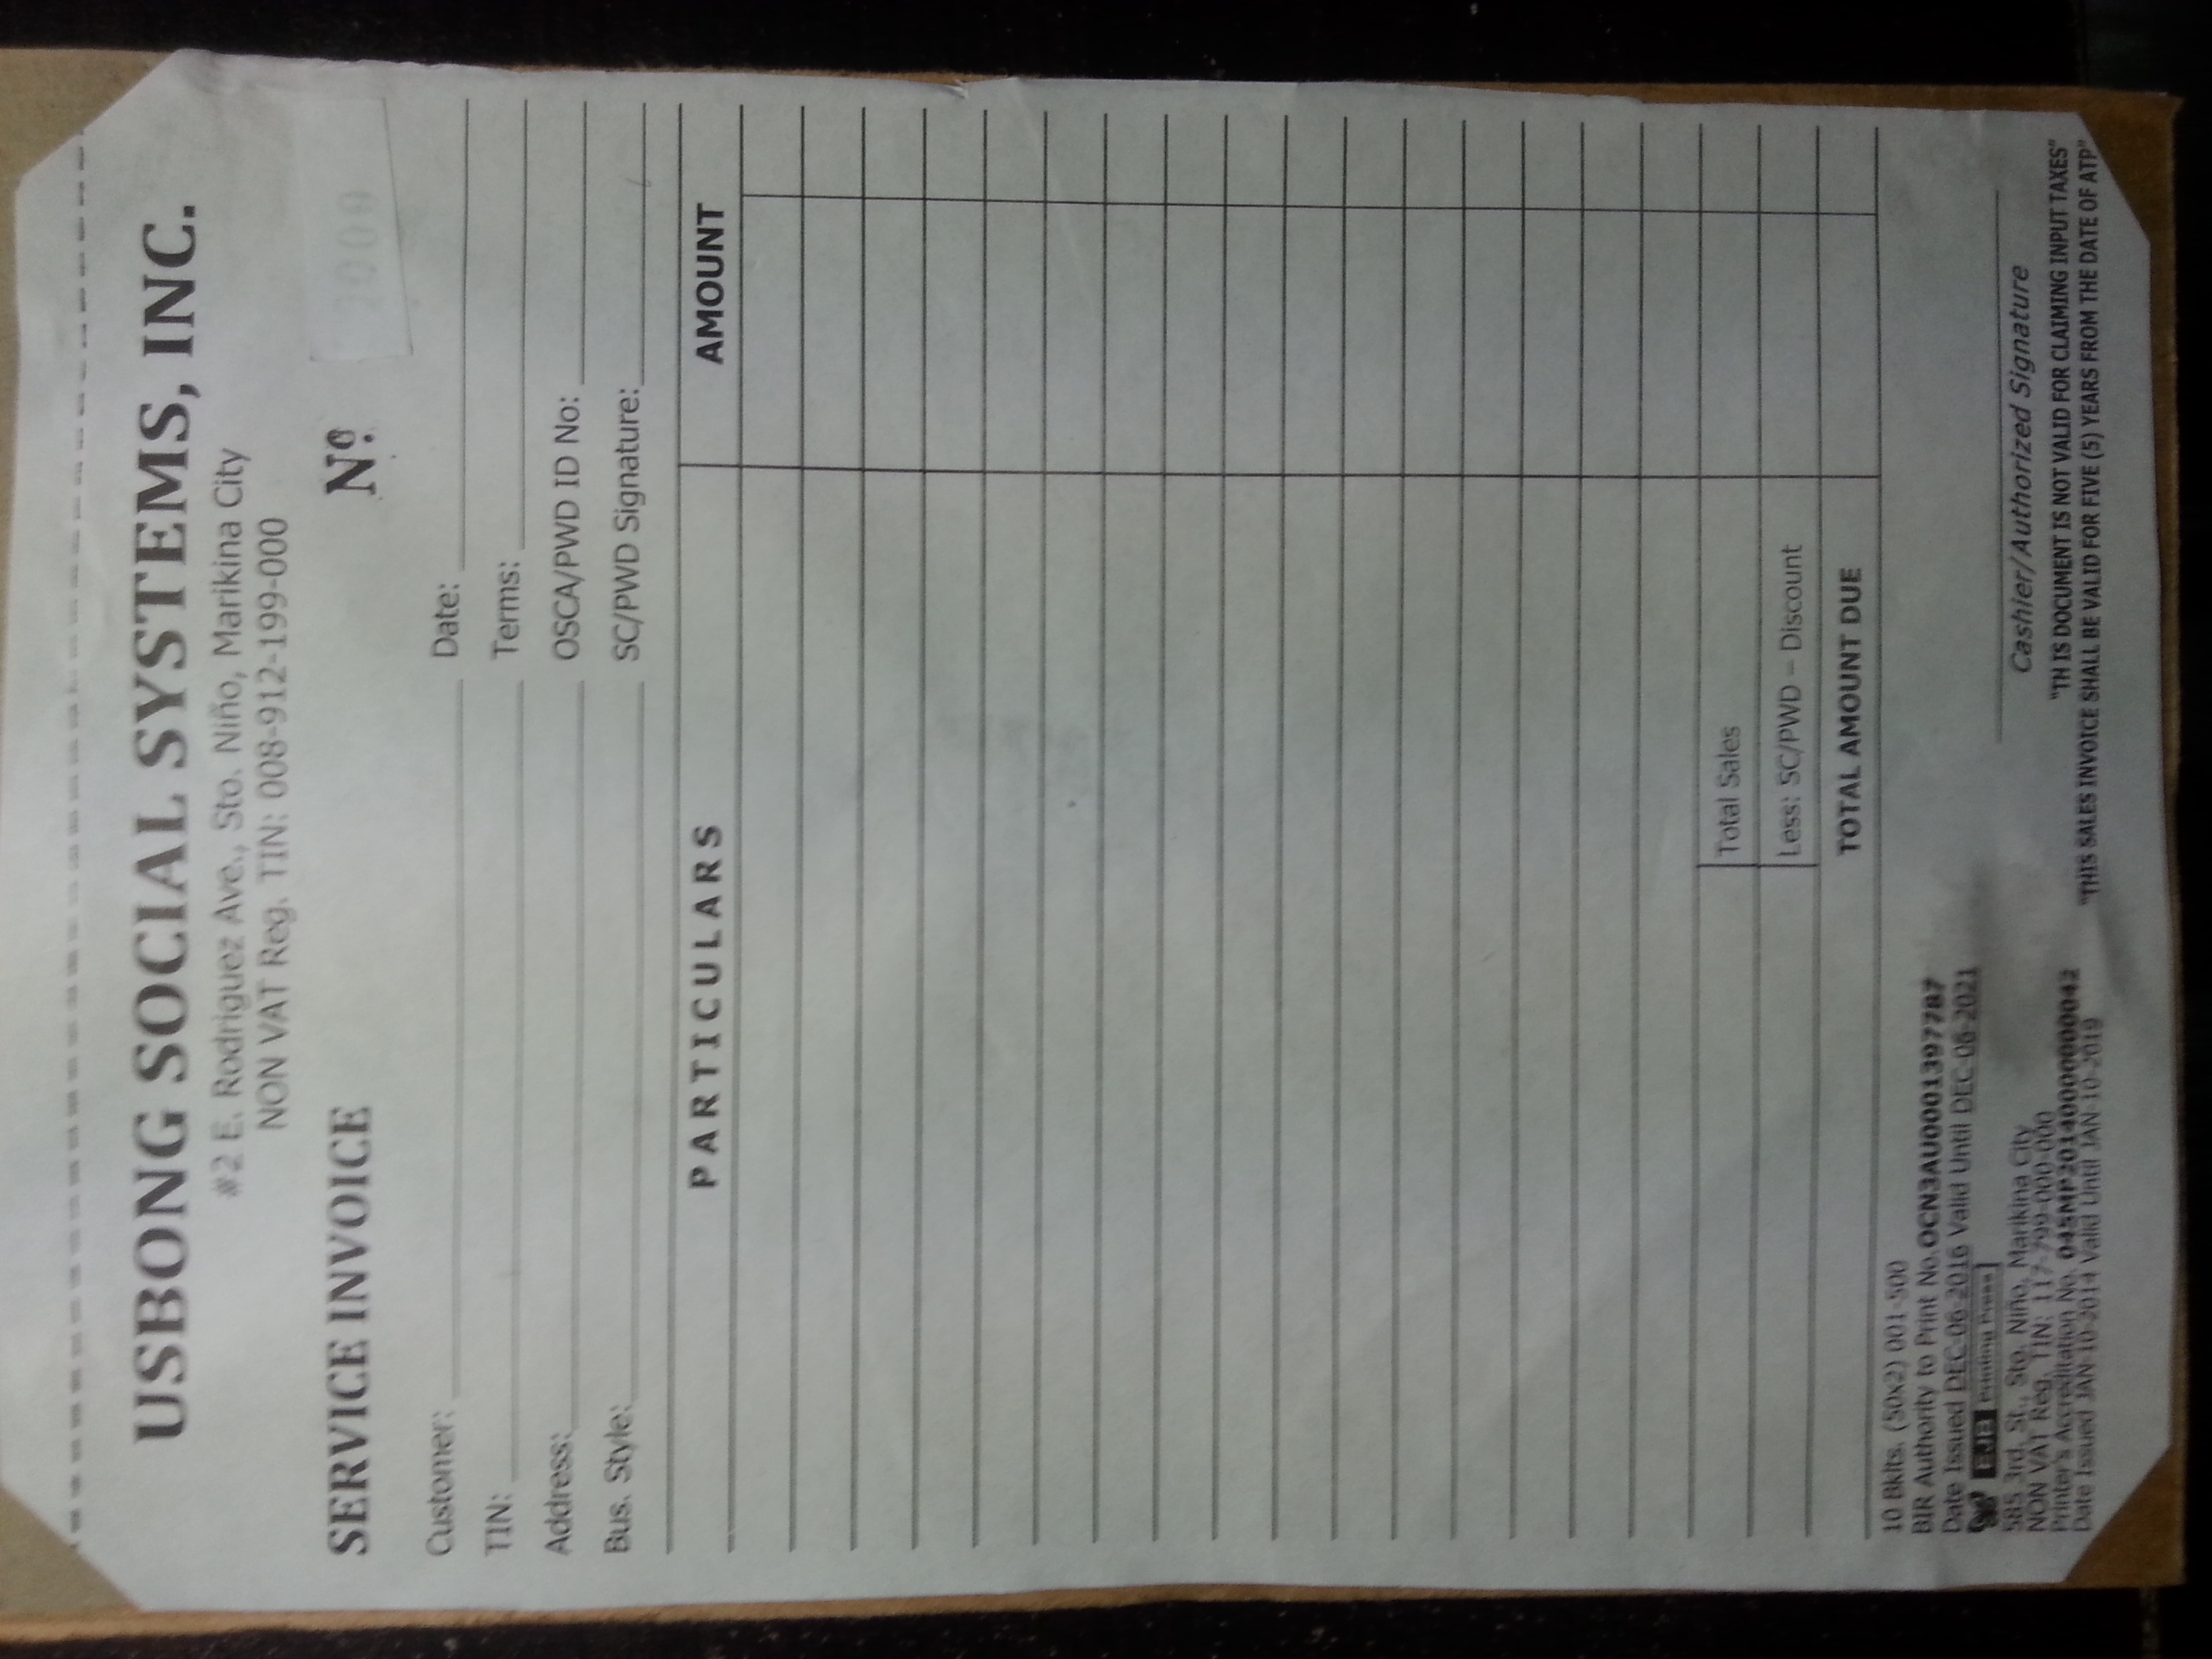 USBONG SOCIAL SYSTEMS, INC.
#2 E. Rodriguez Ave., Sto. Niño, Marikina City
NON VAT Reg. TIN: 008-912-199-000
SERVICE INVOICE Nº
Customer: Date:
TIN: Terms:
Address: OSCA/PWD ID No:
Bus. Style: SC/PWD Signature:
PARTICULARS AMOUNT
Total Sales
Less: SC/PWD – Discount
TOTAL AMOUNT DUE
10 Bklts. (50x2) 001-500
BIR Authority to Print No.OCN3AU0001397787
Date Issued DEC-06-2016 Valid Until DEC-06-2021
EJB Printing Press
585 3rd. St., Sto. Niño, Marikina City
NON VAT Reg. TIN: 117-799-000-000
Printer's Accreditation No. 045MP20140000000042
Date Issued JAN-10-2014 Valid Until JAN-10-2019
Cashier/Authorized Signature
"TH IS DOCUMENT IS NOT VALID FOR CLAIMING INPUT TAXES"
"THIS SALES INVOICE SHALL BE VALID FOR FIVE (5) YEARS FROM THE DATE OF ATP"